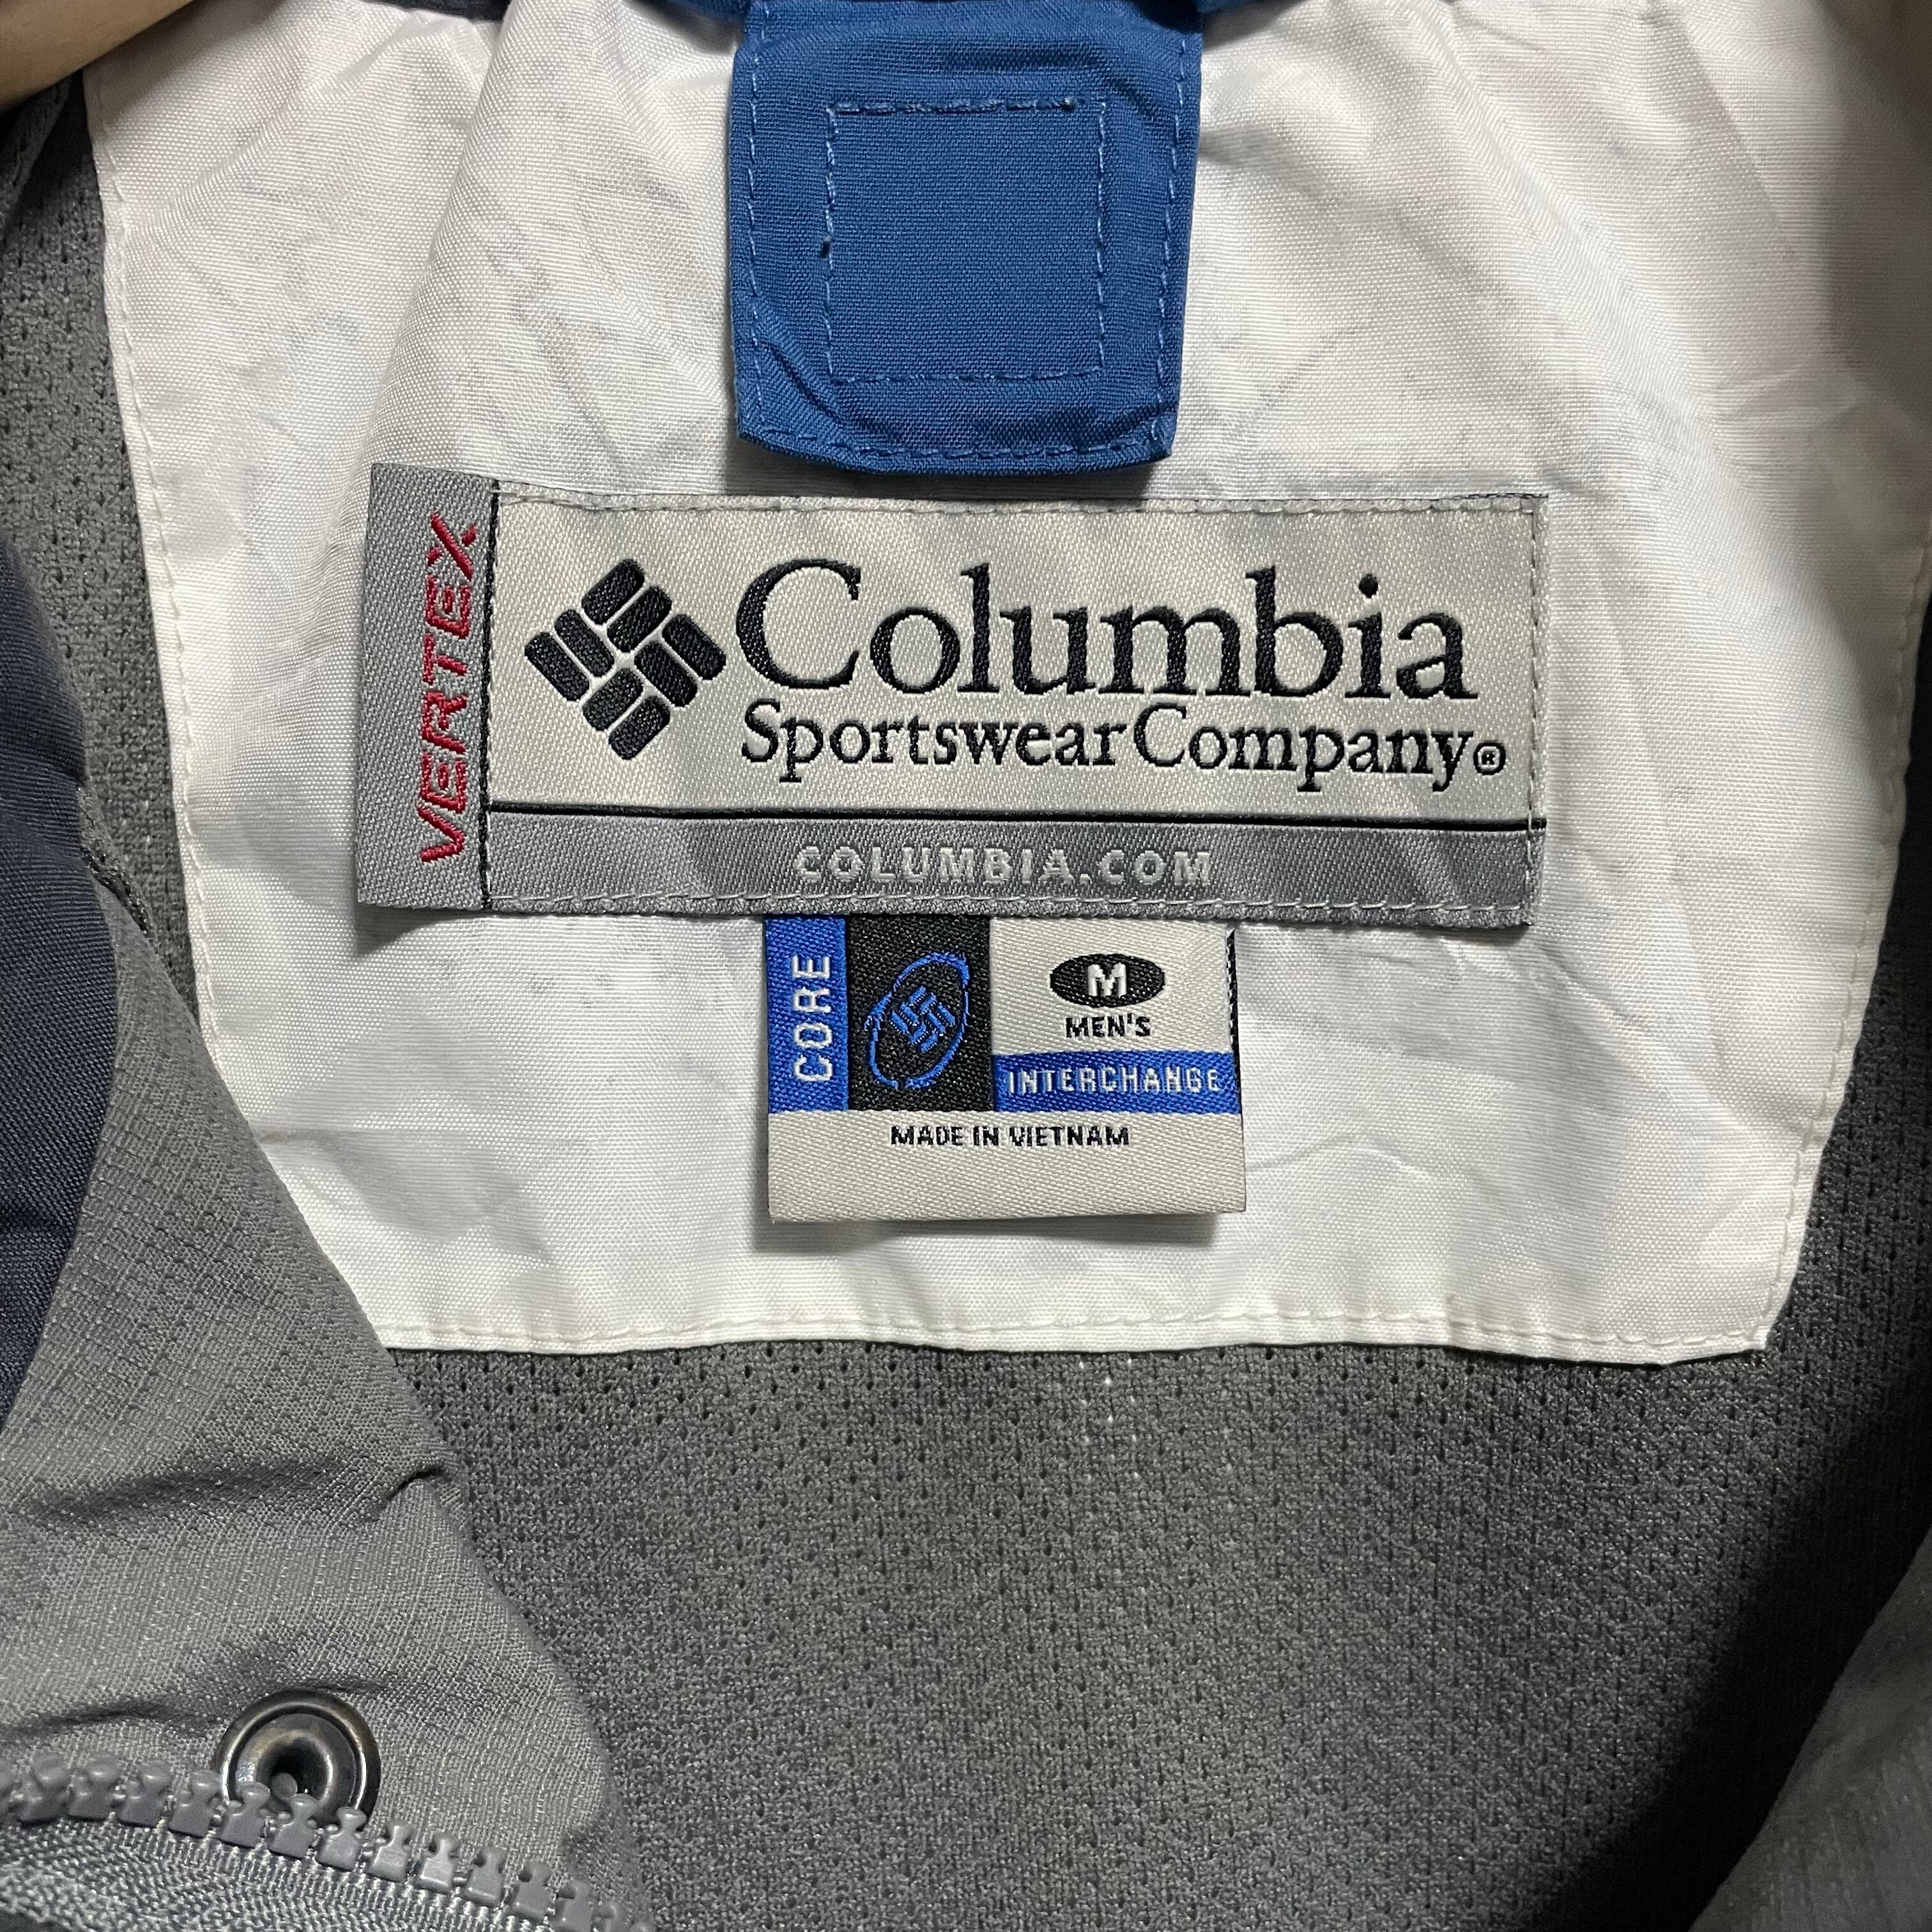 VERTEX
Columbia
Sportswear Company®
COLUMBIA.COM
CORE
M
MEN'S
INTERCHANGE
MADE IN VIETNAM